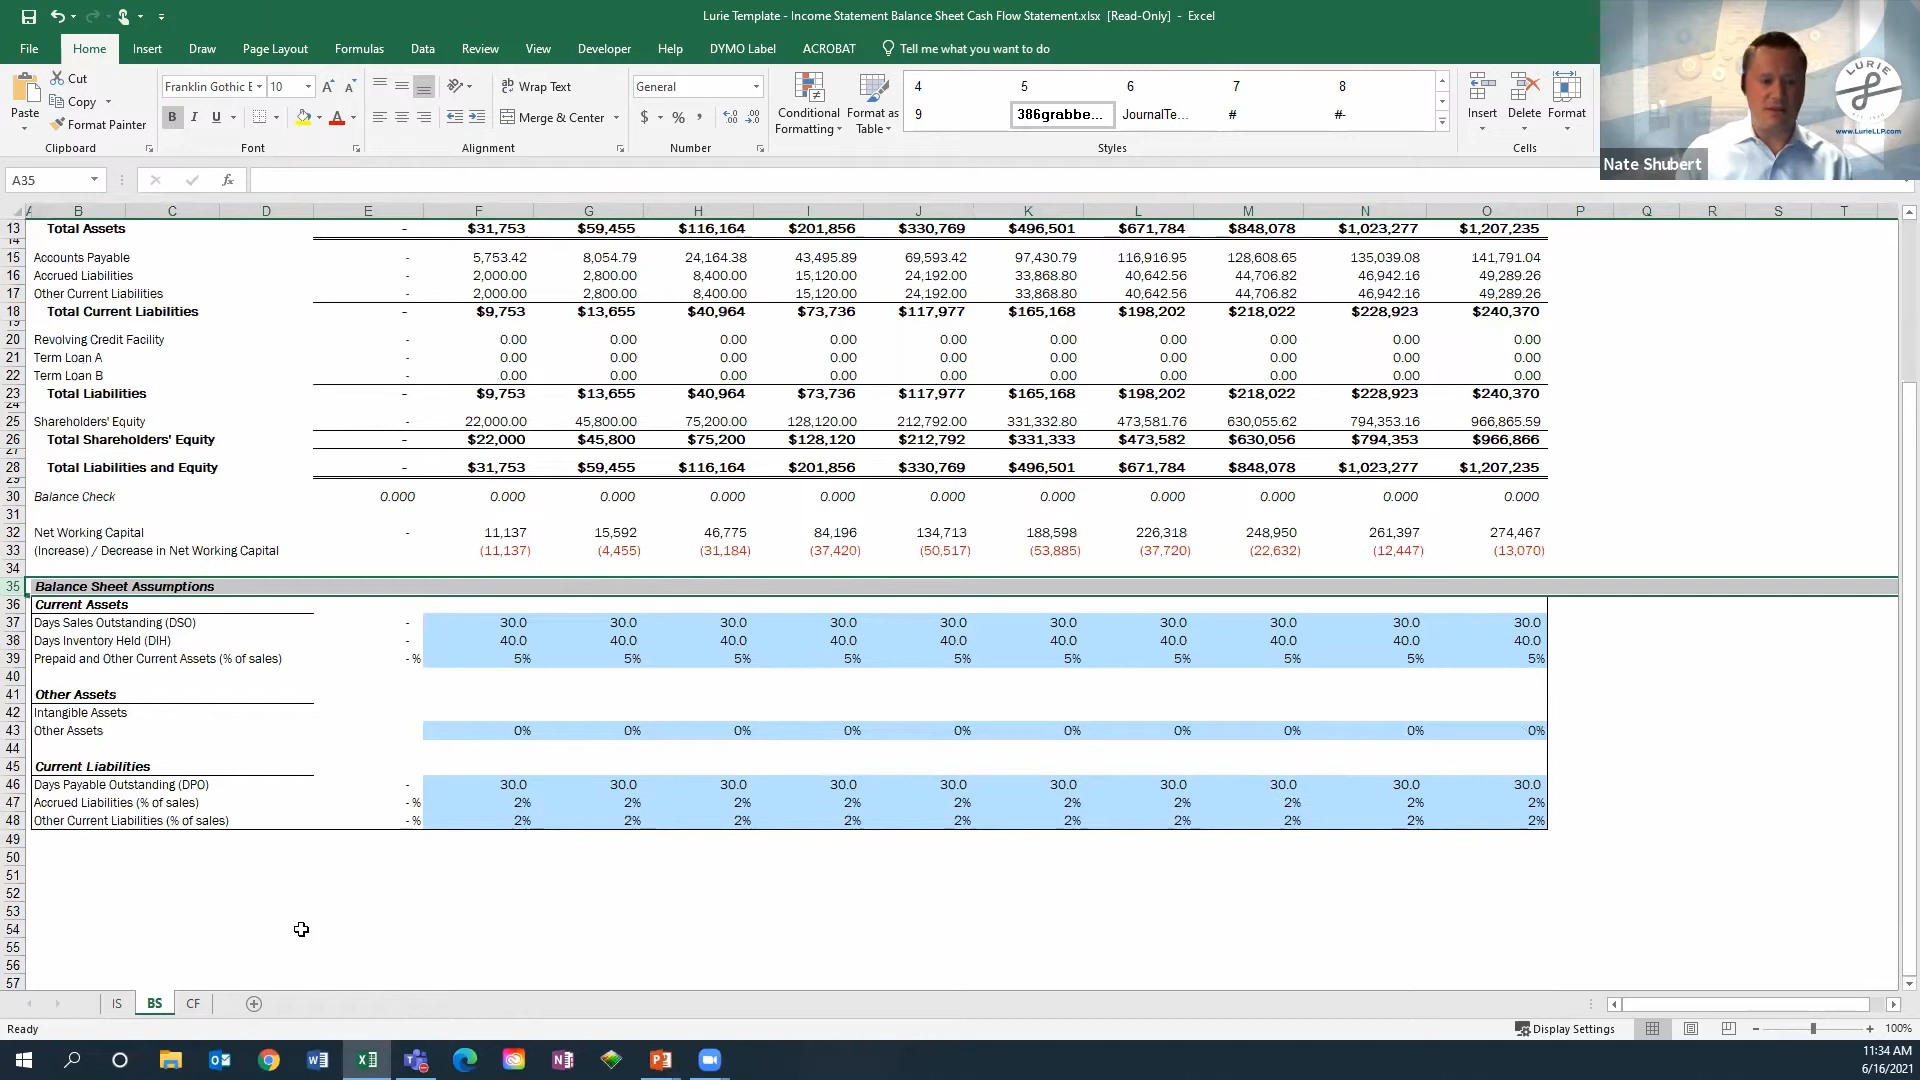 Lurie Template - Income Statement Balance Sheet Cash Flow Statement.xlsx [Read-Only] - Excel
File Home Insert Draw Page Layout Formulas Data Review View Developer Help DYMO Label ACROBAT Tell me what you want to do
Cut
Copy
Format Painter
Paste
Clipboard
Franklin Gothic E 10
B I U
Font
Wrap Text
Merge & Center
Alignment
General
$ % ,
Number
Conditional Formatting
Format as Table
4 5 6 7 8
9 386grabbe... JournalTe... # #-
Styles
Insert Delete Format
Cells
LURIE
www.LurieLLP.com
Nate Shubert
A35
fx
A B C D E F G H I J K L M N O P Q R S T
13 Total Assets - $31,753 $59,455 $116,164 $201,856 $330,769 $496,501 $671,784 $848,078 $1,023,277 $1,207,235
14
15 Accounts Payable - 5,753.42 8,054.79 24,164.38 43,495.89 69,593.42 97,430.79 116,916.95 128,608.65 135,039.08 141,791.04
16 Accrued Liabilities - 2,000.00 2,800.00 8,400.00 15,120.00 24,192.00 33,868.80 40,642.56 44,706.82 46,942.16 49,289.26
17 Other Current Liabilities - 2,000.00 2,800.00 8,400.00 15,120.00 24,192.00 33,868.80 40,642.56 44,706.82 46,942.16 49,289.26
18 Total Current Liabilities - $9,753 $13,655 $40,964 $73,736 $117,977 $165,168 $198,202 $218,022 $228,923 $240,370
19
20 Revolving Credit Facility - 0.00 0.00 0.00 0.00 0.00 0.00 0.00 0.00 0.00 0.00
21 Term Loan A - 0.00 0.00 0.00 0.00 0.00 0.00 0.00 0.00 0.00 0.00
22 Term Loan B - 0.00 0.00 0.00 0.00 0.00 0.00 0.00 0.00 0.00 0.00
23 Total Liabilities - $9,753 $13,655 $40,964 $73,736 $117,977 $165,168 $198,202 $218,022 $228,923 $240,370
24
25 Shareholders' Equity - 22,000.00 45,800.00 75,200.00 128,120.00 212,792.00 331,332.80 473,581.76 630,055.62 794,353.16 966,865.59
26 Total Shareholders' Equity - $22,000 $45,800 $75,200 $128,120 $212,792 $331,333 $473,582 $630,056 $794,353 $966,866
27
28 Total Liabilities and Equity - $31,753 $59,455 $116,164 $201,856 $330,769 $496,501 $671,784 $848,078 $1,023,277 $1,207,235
29
30 Balance Check 0.000 0.000 0.000 0.000 0.000 0.000 0.000 0.000 0.000 0.000 0.000
31
32 Net Working Capital - 11,137 15,592 46,775 84,196 134,713 188,598 226,318 248,950 261,397 274,467
33 (Increase) / Decrease in Net Working Capital (11,137) (4,455) (31,184) (37,420) (50,517) (53,885) (37,720) (22,632) (12,447) (13,070)
34
35 Balance Sheet Assumptions
36 Current Assets
37 Days Sales Outstanding (DSO) - 30.0 30.0 30.0 30.0 30.0 30.0 30.0 30.0 30.0 30.0
38 Days Inventory Held (DIH) - 40.0 40.0 40.0 40.0 40.0 40.0 40.0 40.0 40.0 40.0
39 Prepaid and Other Current Assets (% of sales) - % 5% 5% 5% 5% 5% 5% 5% 5% 5% 5%
40
41 Other Assets
42 Intangible Assets
43 Other Assets 0% 0% 0% 0% 0% 0% 0% 0% 0% 0%
44
45 Current Liabilities
46 Days Payable Outstanding (DPO) - 30.0 30.0 30.0 30.0 30.0 30.0 30.0 30.0 30.0 30.0
47 Accrued Liabilities (% of sales) - % 2% 2% 2% 2% 2% 2% 2% 2% 2% 2%
48 Other Current Liabilities (% of sales) - % 2% 2% 2% 2% 2% 2% 2% 2% 2% 2%
49
50
51
52
53
54
55
56
57
IS BS CF
Ready
Display Settings
100%
11:34 AM
6/16/2021